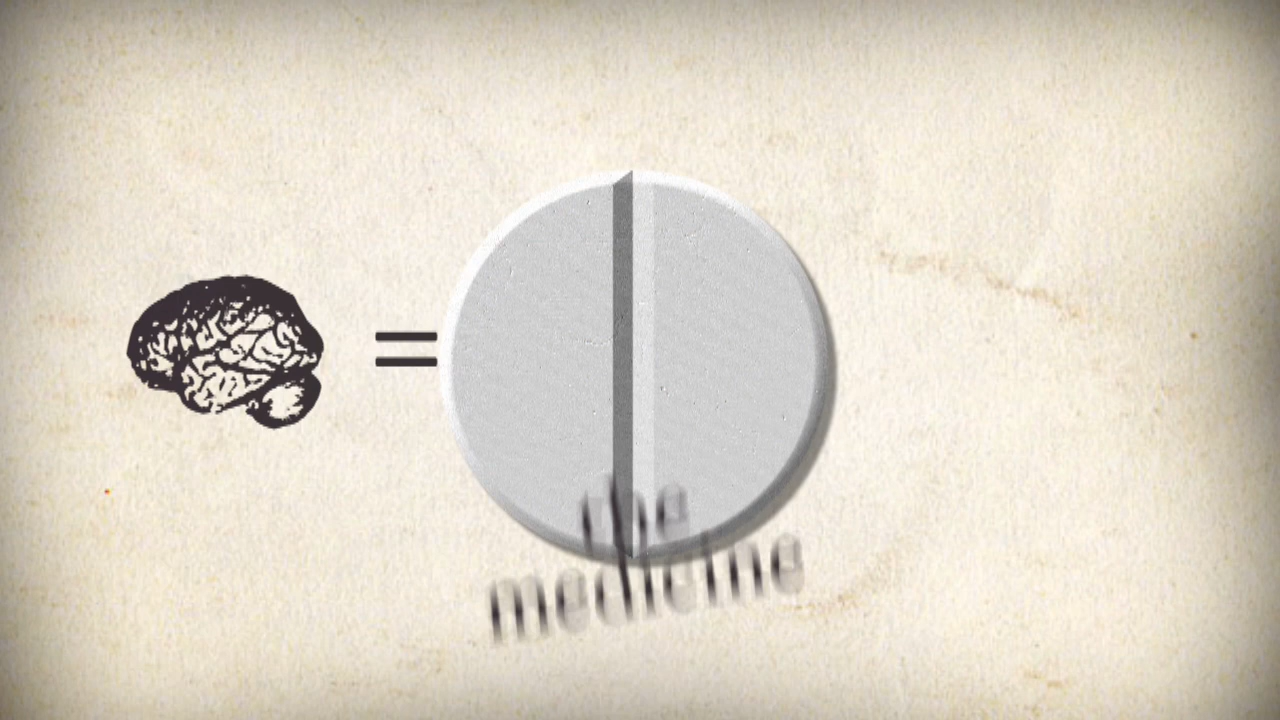 =
the
medicine